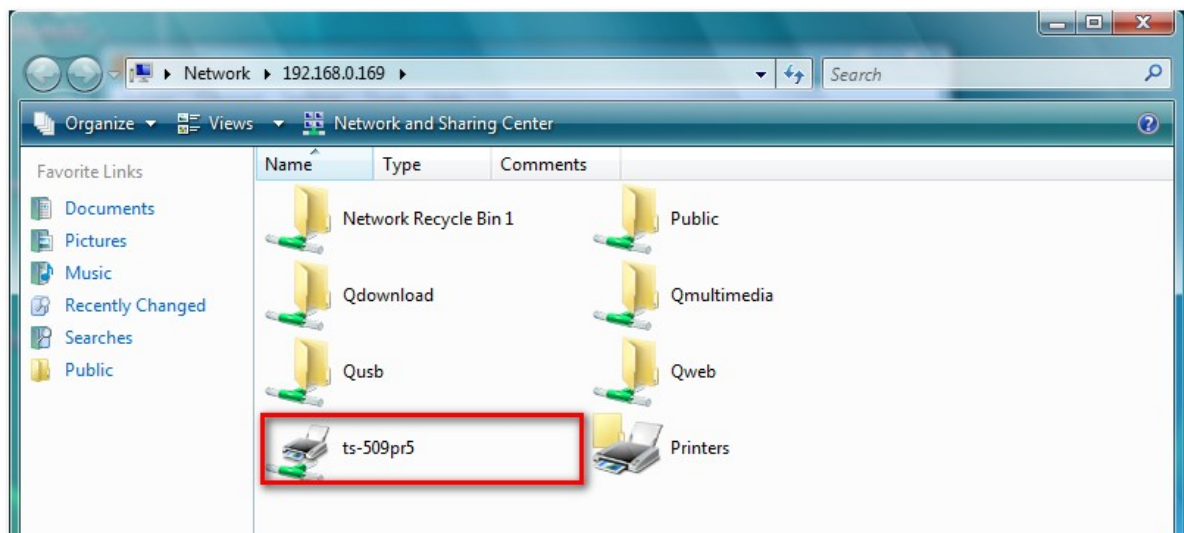 Network 192.168.0.169
Search
Organize Views Network and Sharing Center
Favorite Links
Documents
Pictures
Music
Recently Changed
Searches
Public
Name Type Comments
Network Recycle Bin 1 Public
Qdownload Qmultimedia
Qusb Qweb
ts-509pr5 Printers